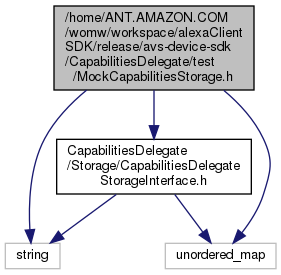 /home/ANT.AMAZON.COM
/womw/workspace/alexaClient
SDK/release/avs-device-sdk
/CapabilitiesDelegate/test
/MockCapabilitiesStorage.h
CapabilitiesDelegate
/Storage/CapabilitiesDelegate
StorageInterface.h
string
unordered_map